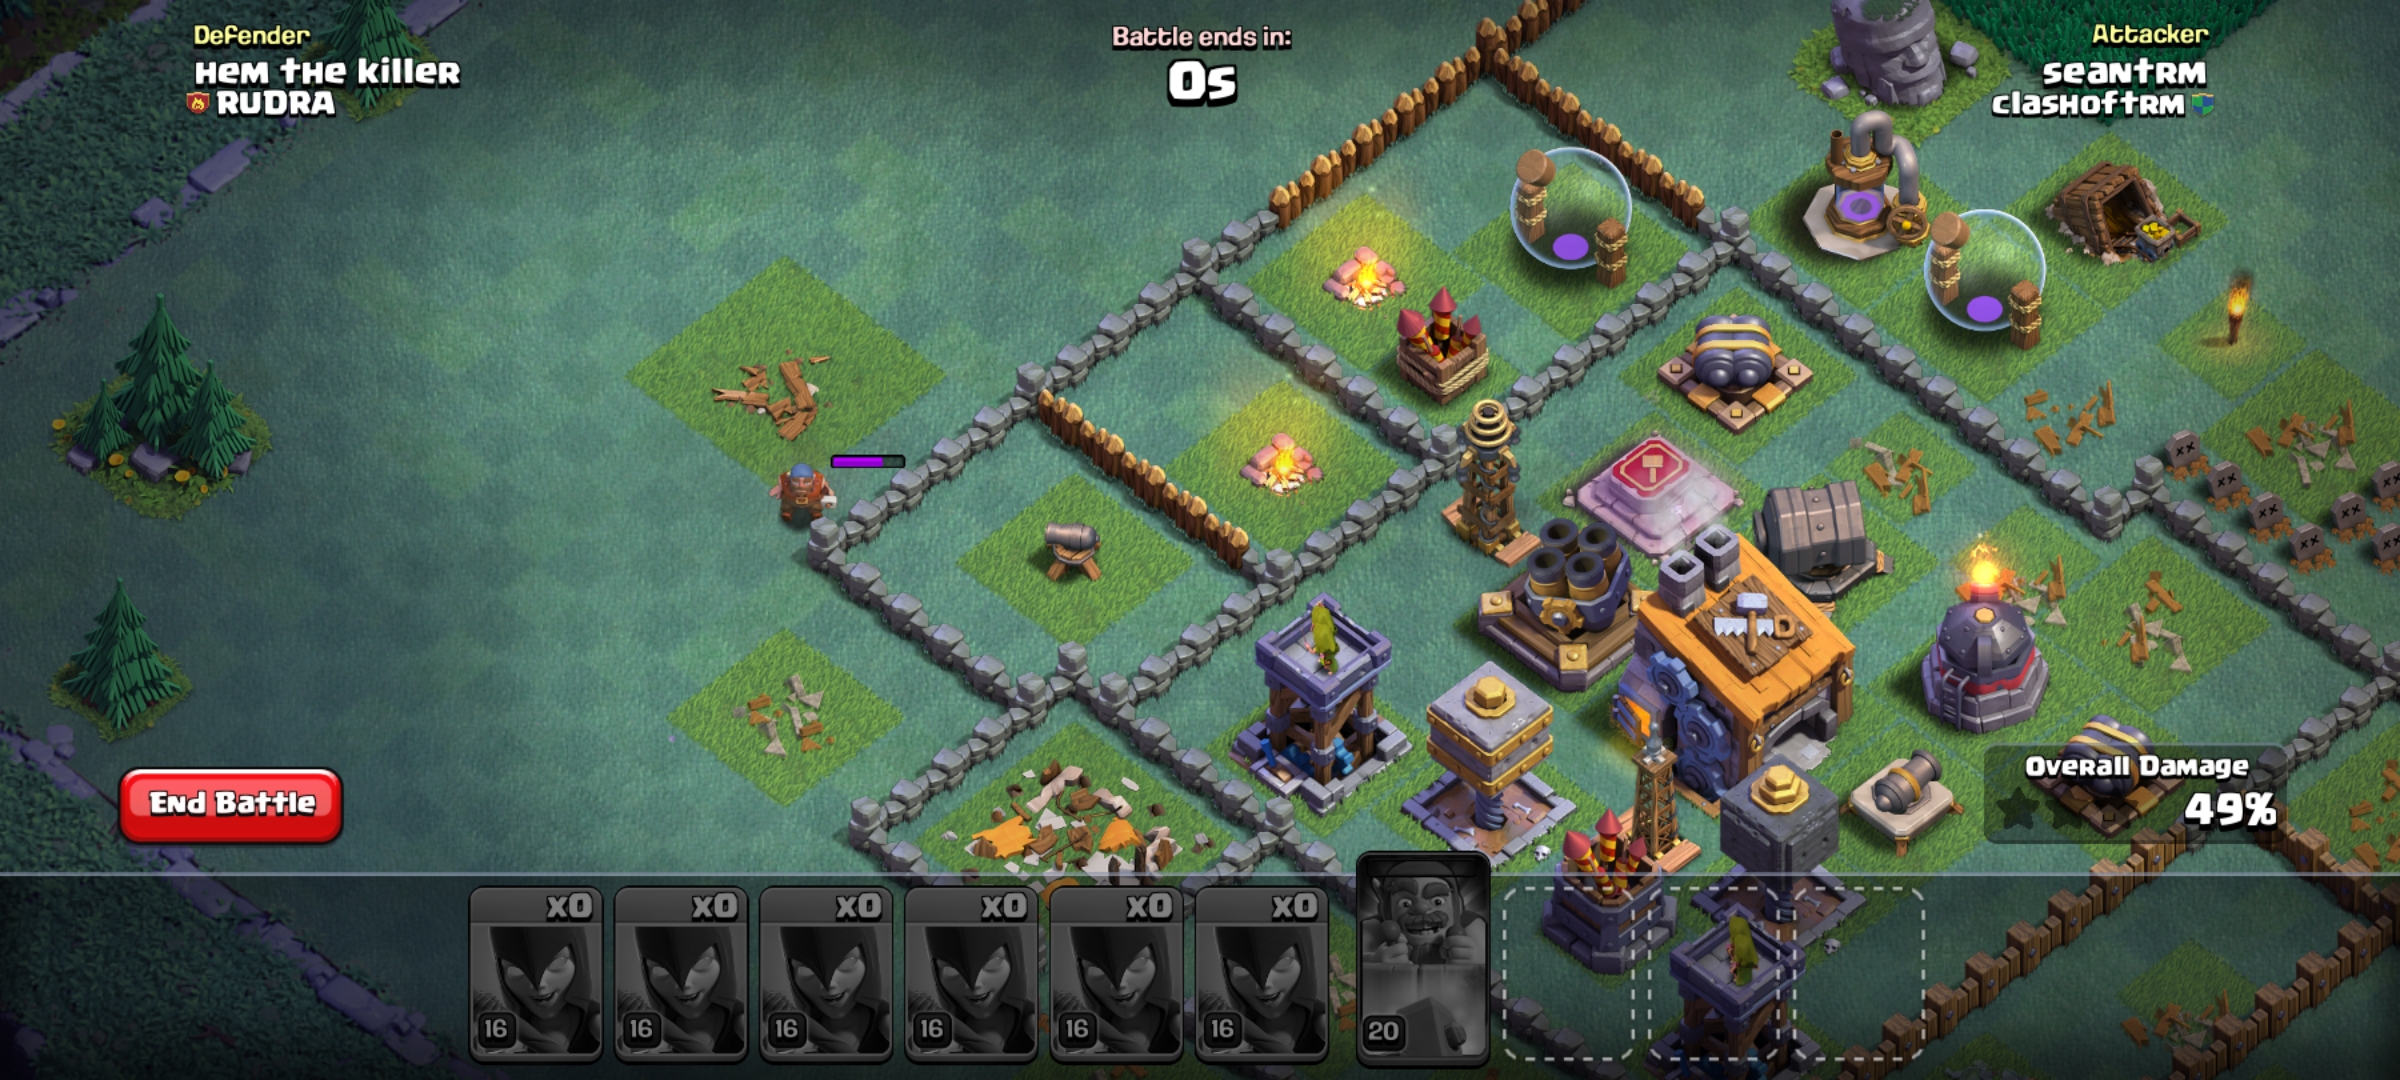 Defender
HEM THE KILLER
RUDRA
Battle ends in:
0s
Attacker
SEANTRM
CLASHOFTRM
End Battle
Overall Damage
49%
x0
x0
x0
x0
x0
x0
16
16
16
16
16
16
20